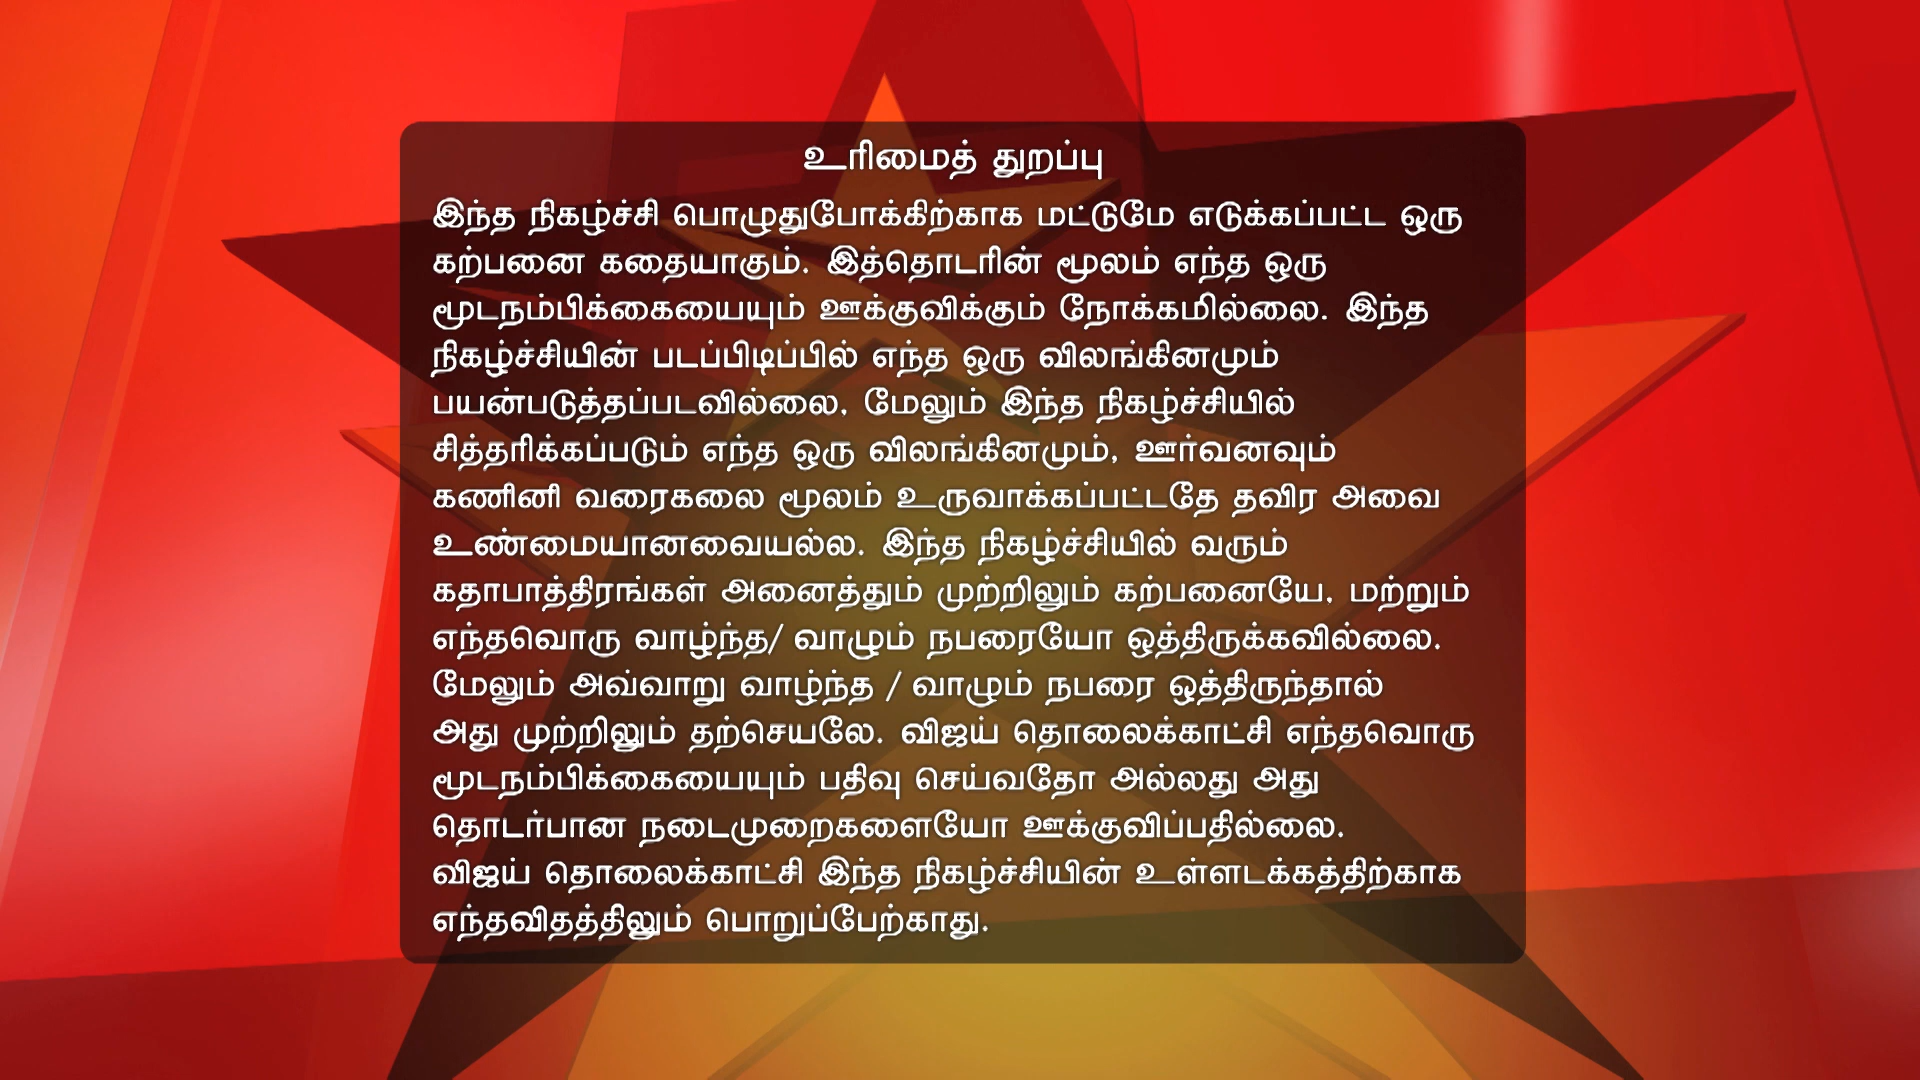 உரிமைத் துறப்பு
இந்த நிகழ்ச்சி பொழுதுபோக்கிற்காக மட்டுமே எடுக்கப்பட்ட ஒரு
கற்பனை கதையாகும். இத்தொடரின் மூலம் எந்த ஒரு
மூடநம்பிக்கையையும் ஊக்குவிக்கும் நோக்கமில்லை. இந்த
நிகழ்ச்சியின் படப்பிடிப்பில் எந்த ஒரு விலங்கினமும்
பயன்படுத்தப்படவில்லை, மேலும் இந்த நிகழ்ச்சியில்
சித்தரிக்கப்படும் எந்த ஒரு விலங்கினமும், ஊர்வனவும்
கணினி வரைகலை மூலம் உருவாக்கப்பட்டதே தவிர அவை
உண்மையானவையல்ல. இந்த நிகழ்ச்சியில் வரும்
கதாபாத்திரங்கள் அனைத்தும் முற்றிலும் கற்பனையே, மற்றும்
எந்தவொரு வாழ்ந்த/ வாழும் நபரையோ ஒத்திருக்கவில்லை.
மேலும் அவ்வாறு வாழ்ந்த / வாழும் நபரை ஒத்திருந்தால்
அது முற்றிலும் தற்செயலே. விஜய் தொலைக்காட்சி எந்தவொரு
மூடநம்பிக்கையையும் பதிவு செய்வதோ அல்லது அது
தொடர்பான நடைமுறைகளையோ ஊக்குவிப்பதில்லை.
விஜய் தொலைக்காட்சி இந்த நிகழ்ச்சியின் உள்ளடக்கத்திற்காக
எந்தவிதத்திலும் பொறுப்பேற்காது.